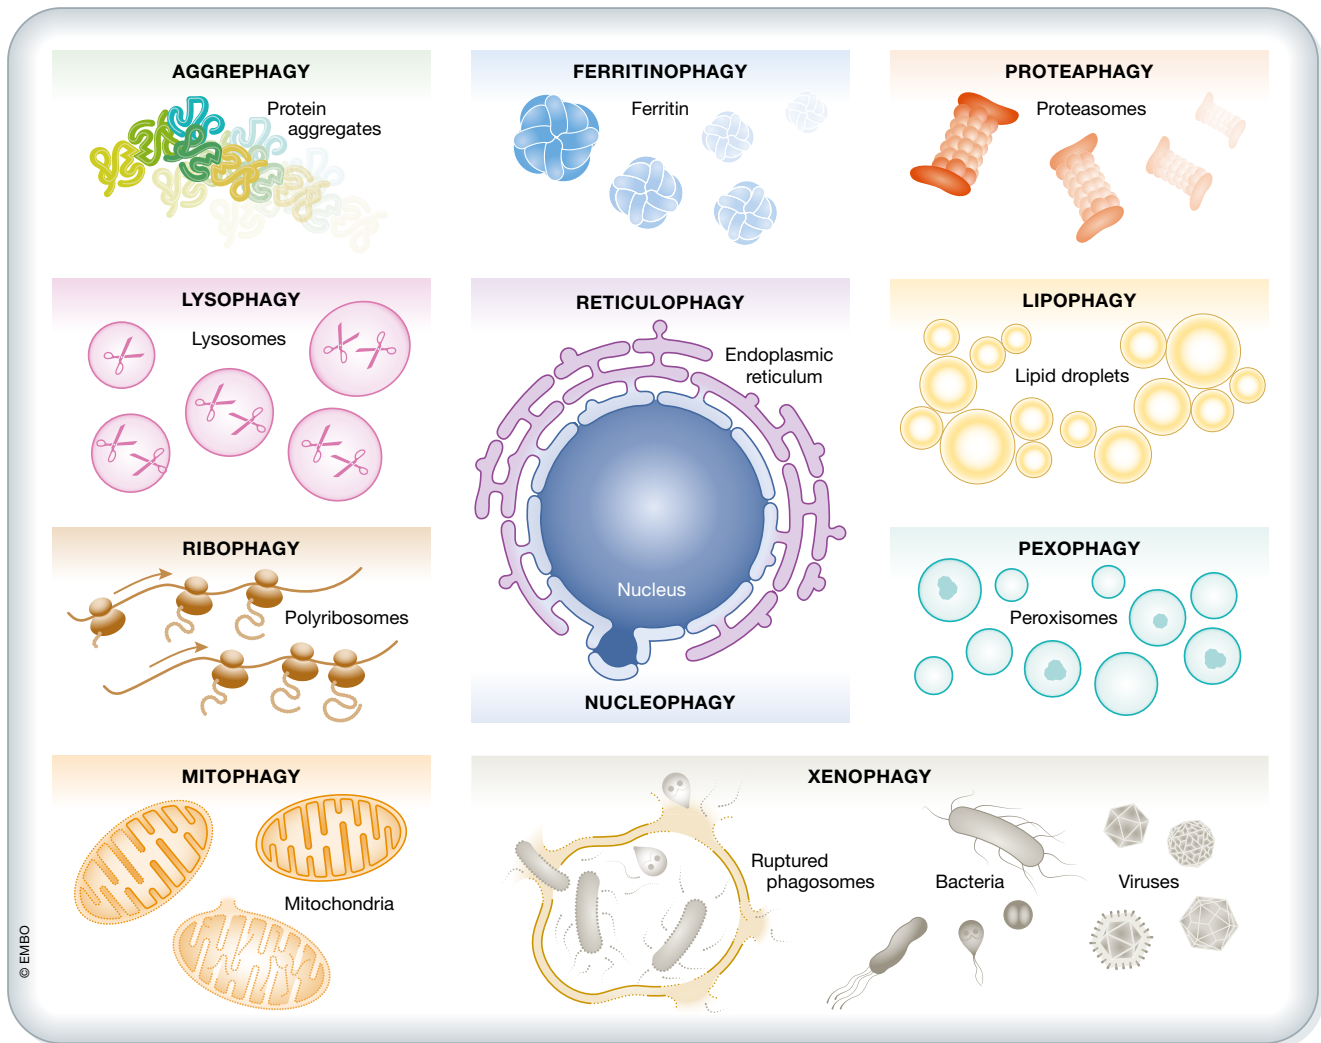 AGGREPHAGY
Protein
aggregates
FERRITINOPHAGY
Ferritin
PROTEAPHAGY
Proteasomes
LYSOPHAGY
Lysosomes
RETICULOPHAGY
Endoplasmic
reticulum
Nucleus
NUCLEOPHAGY
LIPOPHAGY
Lipid droplets
RIBOPHAGY
Polyribosomes
PEXOPHAGY
Peroxisomes
MITOPHAGY
Mitochondria
XENOPHAGY
Ruptured
phagosomes
Bacteria
Viruses
© EMBO